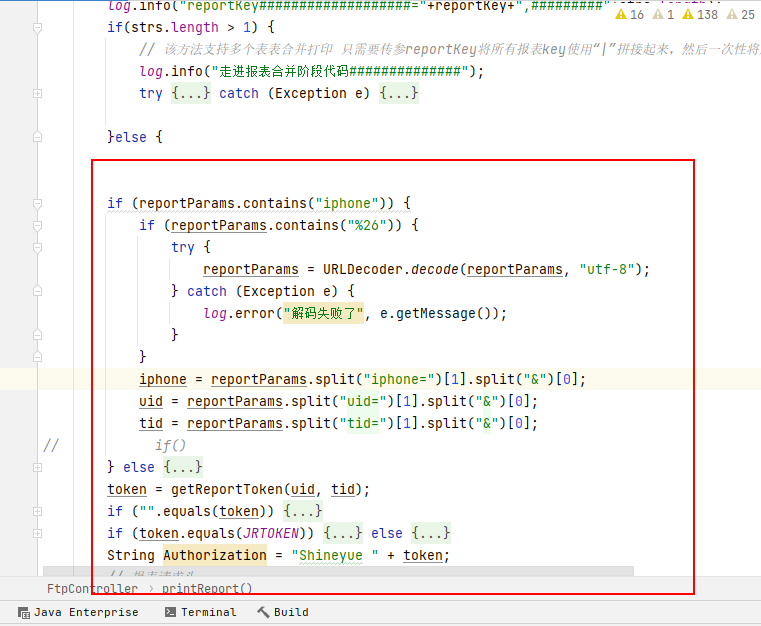 log.info("reportKey###################="+reportKey+",#########"
16 1 138 25
if(strs.length > 1) {
// 该方法支持多个表表合并打印 只需要传参reportKey将所有报表key使用“|”拼接起来，然后一次性将
log.info("走进报表合并阶段代码##############");
try {...} catch (Exception e) {...}
}else {
if (reportParams.contains("iphone")) {
if (reportParams.contains("%26")) {
try {
reportParams = URLDecoder.decode(reportParams, "utf-8");
} catch (Exception e) {
log.error("解码失败了", e.getMessage());
}
}
iphone = reportParams.split("iphone=")[1].split("&")[0];
uid = reportParams.split("uid=")[1].split("&")[0];
tid = reportParams.split("tid=")[1].split("&")[0];
// if()
} else {...}
token = getReportToken(uid, tid);
if ("".equals(token)) {...}
if (token.equals(JRTOKEN)) {...} else {...}
String Authorization = "Shineyue " + token;
FtpController › printReport()
Java Enterprise Terminal Build